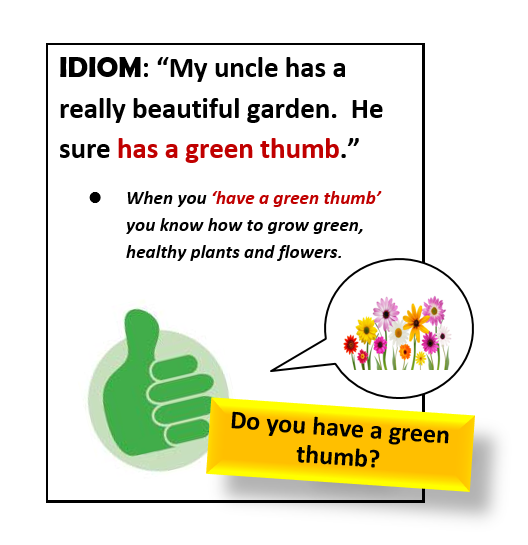 IDIOM: “My uncle has a
really beautiful garden.  He
sure has a green thumb.”
● When you ‘have a green thumb’
you know how to grow green,
healthy plants and flowers.
Do you have a green
thumb?